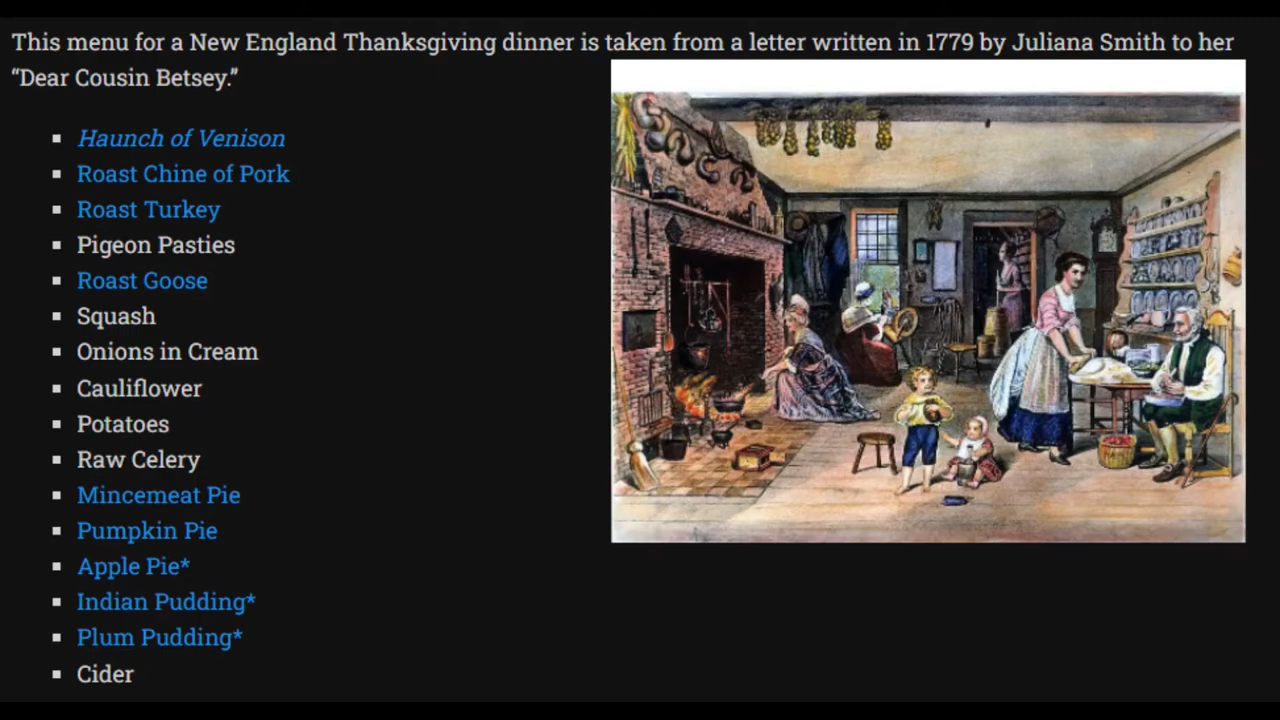 This menu for a New England Thanksgiving dinner is taken from a letter written in 1779 by Juliana Smith to her
“Dear Cousin Betsey.”
Haunch of Venison
Roast Chine of Pork
Roast Turkey
Pigeon Pasties
Roast Goose
Squash
Onions in Cream
Cauliflower
Potatoes
Raw Celery
Mincemeat Pie
Pumpkin Pie
Apple Pie*
Indian Pudding*
Plum Pudding*
Cider